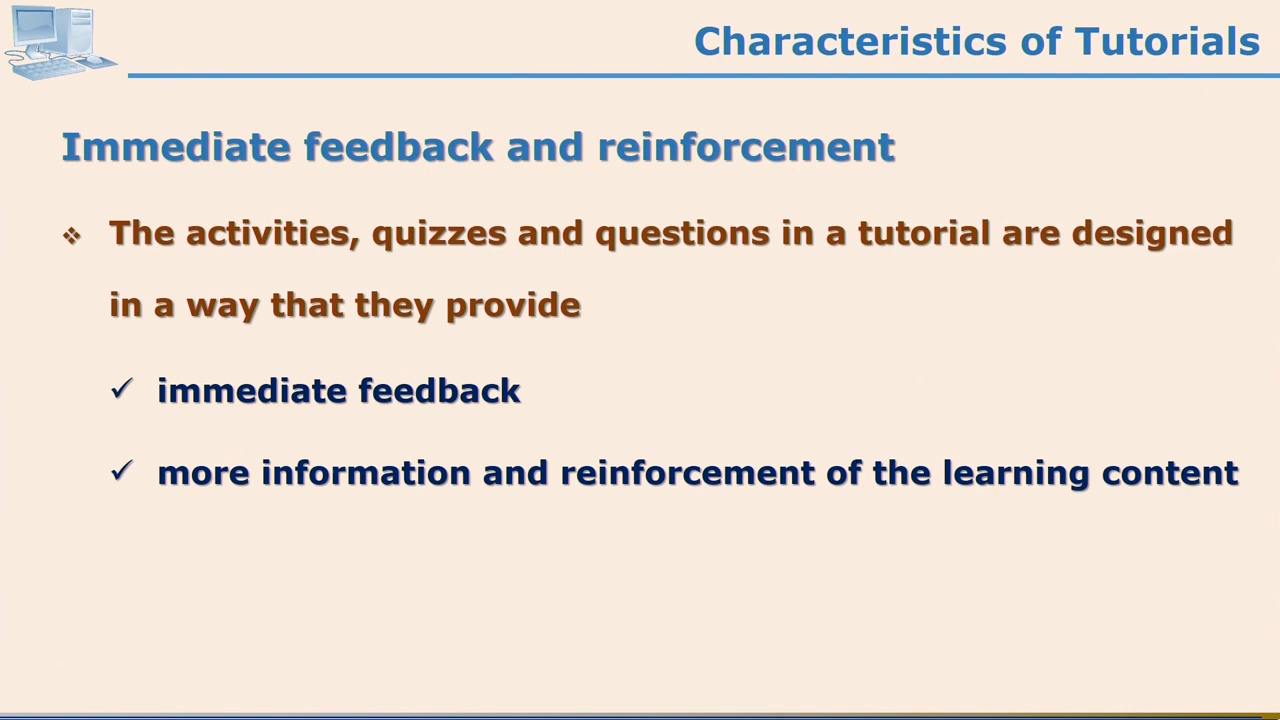 Characteristics of Tutorials
Immediate feedback and reinforcement
❖ The activities, quizzes and questions in a tutorial are designed
in a way that they provide
✓ immediate feedback
✓ more information and reinforcement of the learning content